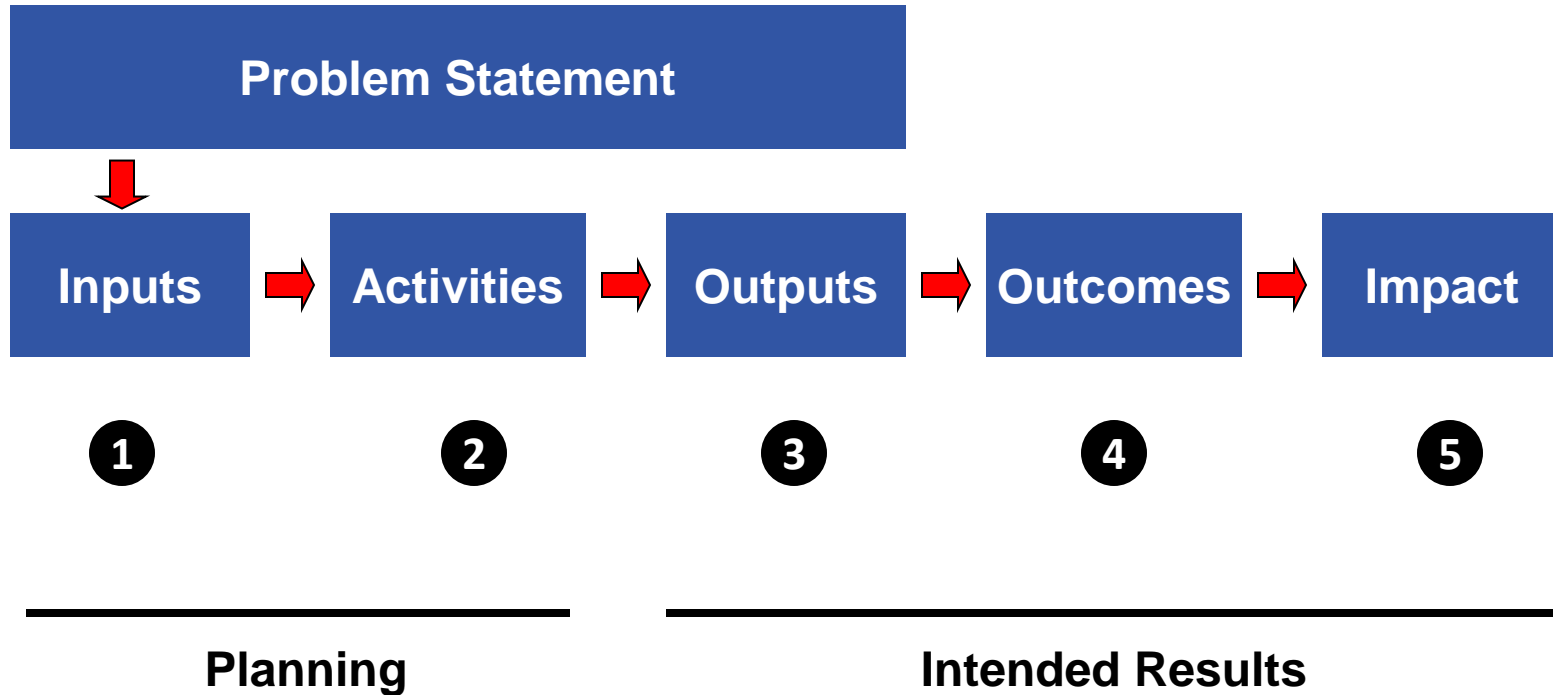 Problem Statement
Inputs Activities Outputs Outcomes Impact
1 2 3 4 5
Planning Intended Results